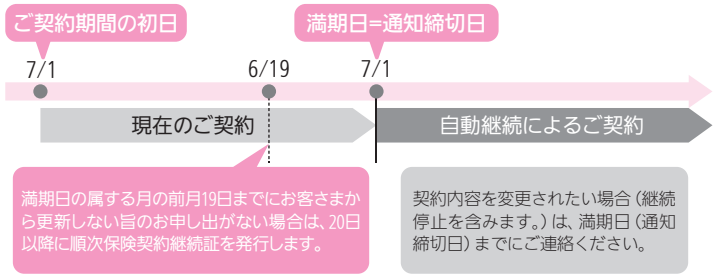 ご契約期間の初日
満期日=通知締切日
7/1
6/19
7/1
現在のご契約
自動継続によるご契約
満期日の属する月の前月19日までにお客さまか
ら更新しない旨のお申し出がない場合は、20日
以降に順次保険契約継続証を発行します。
契約内容を変更されたい場合(継続
停止を含みます。)は、満期日(通知
締切日)までにご連絡ください。